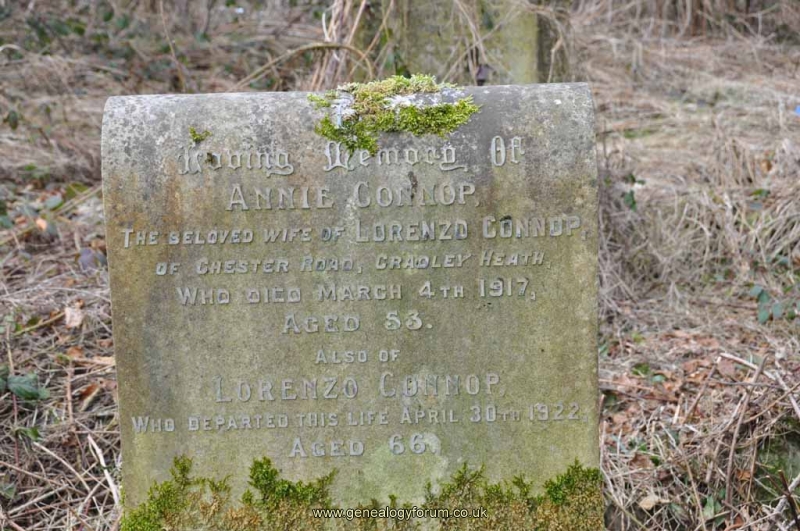 Loving Memory Of
ANNIE CONNOP,
THE BELOVED WIFE OF LORENZO CONNOP,
OF CHESTER ROAD, CRADLEY HEATH,
WHO DIED MARCH 4TH 1917,
AGED 53.
ALSO OF
LORENZO CONNOP,
WHO DEPARTED THIS LIFE APRIL 30TH 1922
AGED 66.
www.genealogyforum.co.uk